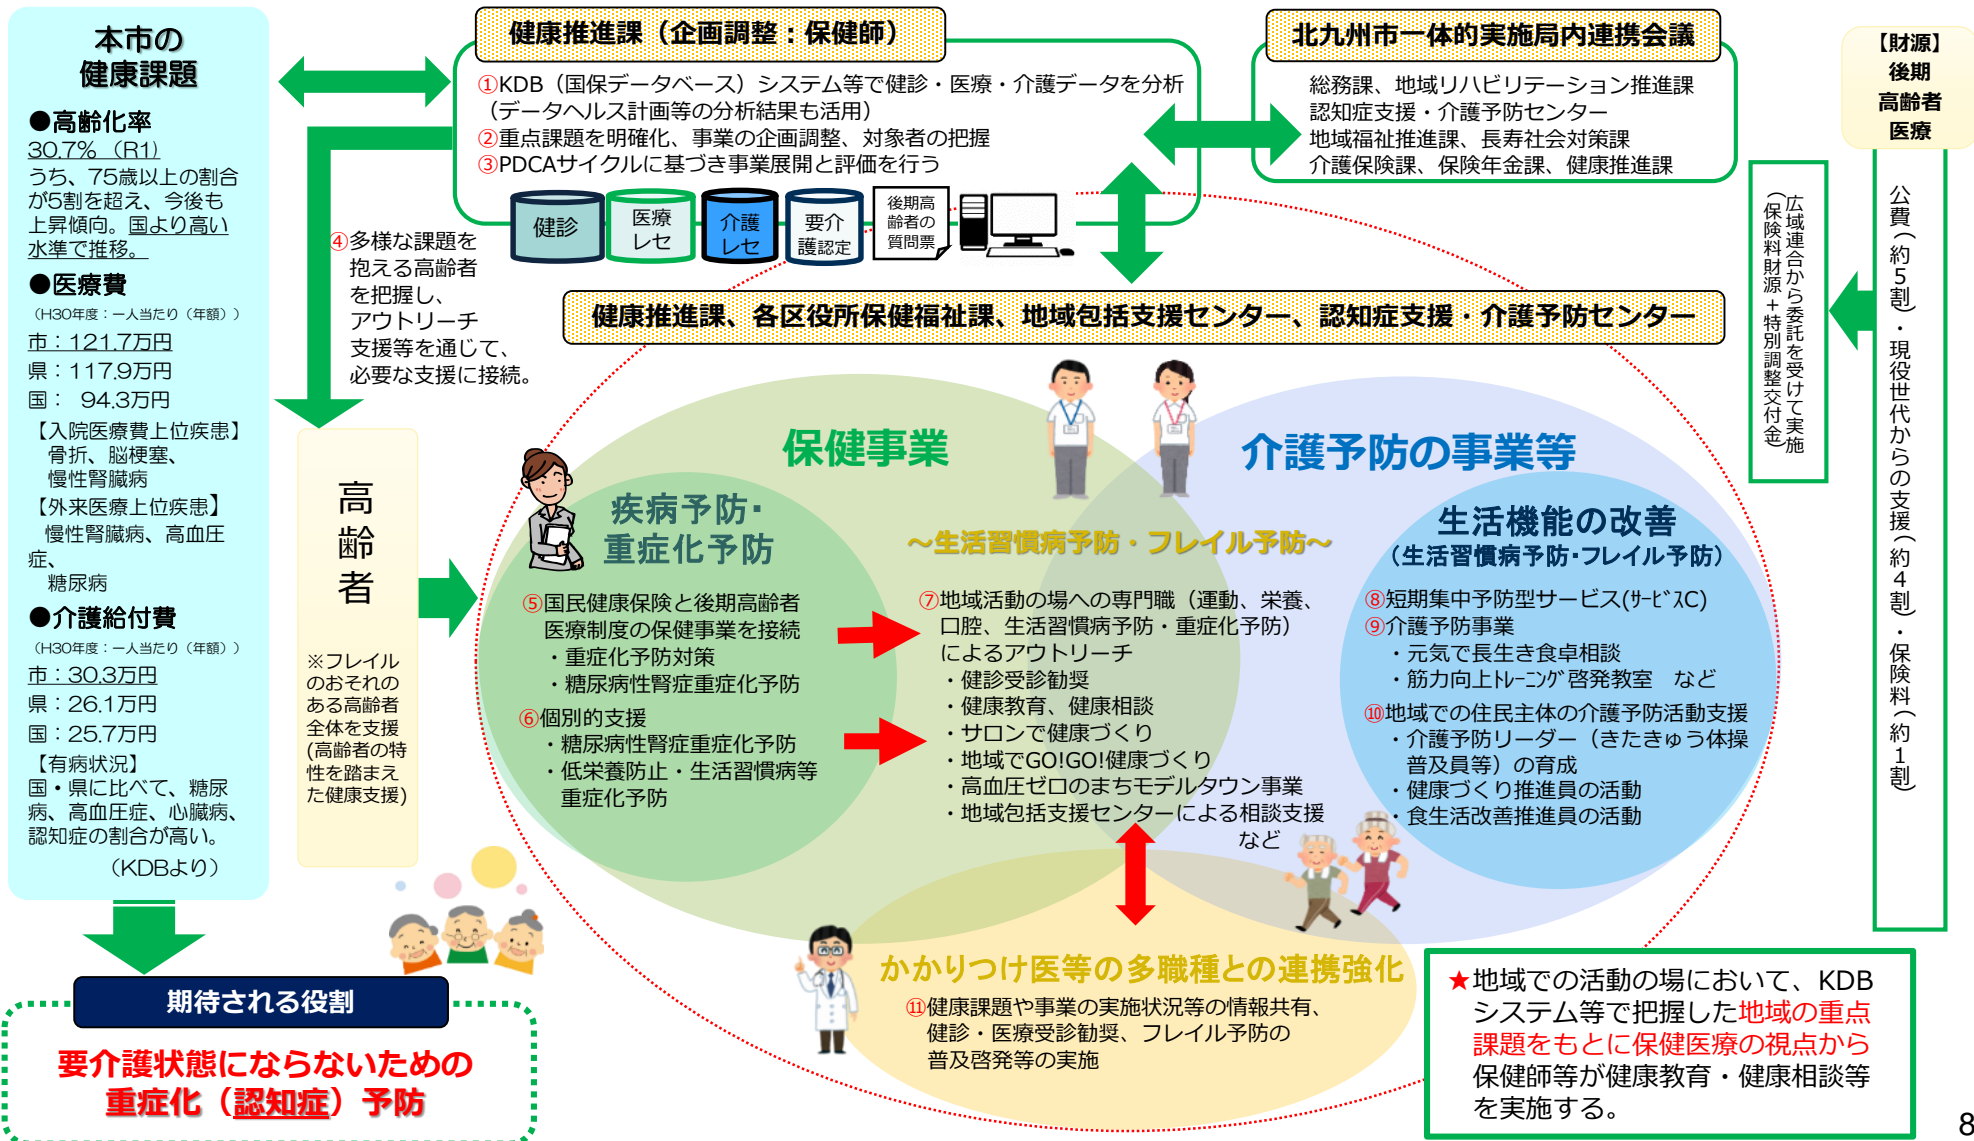 本市の
健康課題
●高齢化率
30.7% （R1）
うち、75歳以上の割合
が5割を超え、今後も
上昇傾向。国より高い
水準で推移。
●医療費
（H30年度：一人当たり（年額））
市：121.7万円
県：117.9万円
国： 94.3万円
【入院医療費上位疾患】
骨折、脳梗塞、
慢性腎臓病
【外来医療上位疾患】
慢性腎臓病、高血圧
症、
糖尿病
●介護給付費
（H30年度：一人当たり（年額））
市：30.3万円
県：26.1万円
国：25.7万円
【有病状況】
国・県に比べて、糖尿
病、高血圧症、心臓病、
認知症の割合が高い。
（KDBより）
期待される役割
要介護状態にならないための
重症化（認知症）予防
健康推進課（企画調整：保健師）
①KDB（国保データベース）システム等で健診・医療・介護データを分析
（データヘルス計画等の分析結果も活用）
②重点課題を明確化、事業の企画調整、対象者の把握
③PDCAサイクルに基づき事業展開と評価を行う
健診
医療
レセ
介護
レセ
要介
護認定
後期高
齢者の
質問票
北九州市一体的実施局内連携会議
総務課、地域リハビリテーション推進課
認知症支援・介護予防センター
地域福祉推進課、長寿社会対策課
介護保険課、保険年金課、健康推進課
【財源】
後期
高齢者
医療
公費（約5割）・現役世代からの支援（約4割）・保険料（約1割）
広域連合から委託を受けて実施
（保険料財源＋特別調整交付金）
④多様な課題を
抱える高齢者
を把握し、
アウトリーチ
支援等を通じて、
必要な支援に接続。
健康推進課、各区役所保健福祉課、地域包括支援センター、認知症支援・介護予防センター
高齢者
※フレイル
のおそれの
ある高齢者
全体を支援
(高齢者の特
性を踏まえ
た健康支援)
保健事業
介護予防の事業等
疾病予防・
重症化予防
⑤国民健康保険と後期高齢者
医療制度の保健事業を接続
・重症化予防対策
・糖尿病性腎症重症化予防
⑥個別的支援
・糖尿病性腎症重症化予防
・低栄養防止・生活習慣病等
重症化予防
～生活習慣病予防・フレイル予防～
⑦地域活動の場への専門職（運動、栄養、
口腔、生活習慣病予防・重症化予防）
によるアウトリーチ
・健診受診勧奨
・健康教育、健康相談
・サロンで健康づくり
・地域でGO!GO!健康づくり
・高血圧ゼロのまちモデルタウン事業
・地域包括支援センターによる相談支援
など
生活機能の改善
（生活習慣病予防・フレイル予防）
⑧短期集中予防型サービス(ｻｰﾋﾞｽC)
⑨介護予防事業
・元気で長生き食卓相談
・筋力向上ﾄﾚｰﾆﾝｸﾞ啓発教室 など
⑩地域での住民主体の介護予防活動支援
・介護予防リーダー（きたきゅう体操
普及員等）の育成
・健康づくり推進員の活動
・食生活改善推進員の活動
かかりつけ医等の多職種との連携強化
⑪健康課題や事業の実施状況等の情報共有、
健診・医療受診勧奨、フレイル予防の
普及啓発等の実施
★地域での活動の場において、KDB
システム等で把握した地域の重点
課題をもとに保健医療の視点から
保健師等が健康教育・健康相談等
を実施する。
8